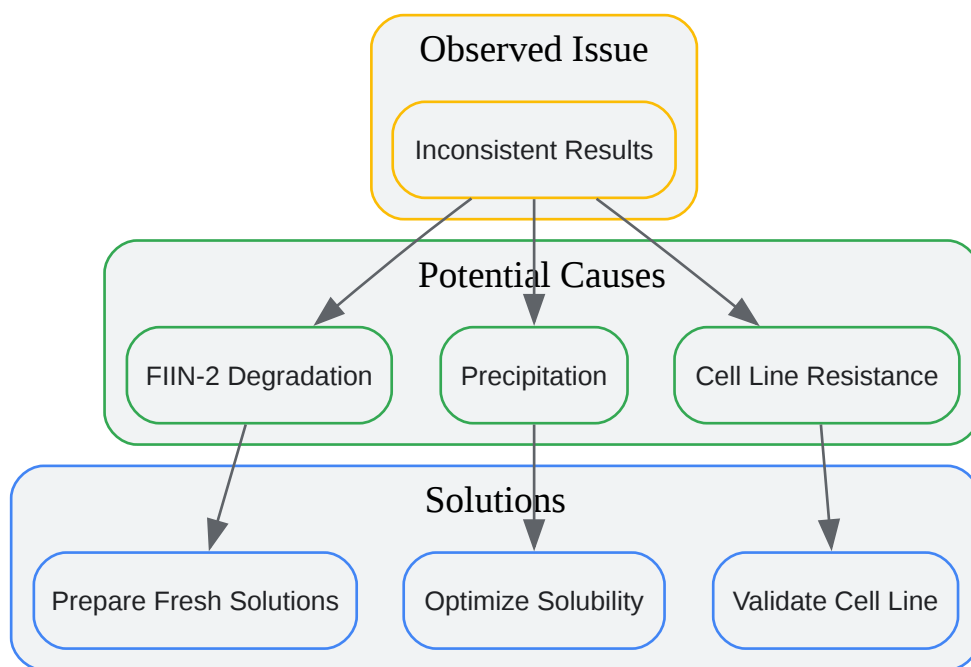 Observed Issue
Inconsistent Results
Potential Causes
FIIN-2 Degradation
Precipitation
Cell Line Resistance
Solutions
Prepare Fresh Solutions
Optimize Solubility
Validate Cell Line